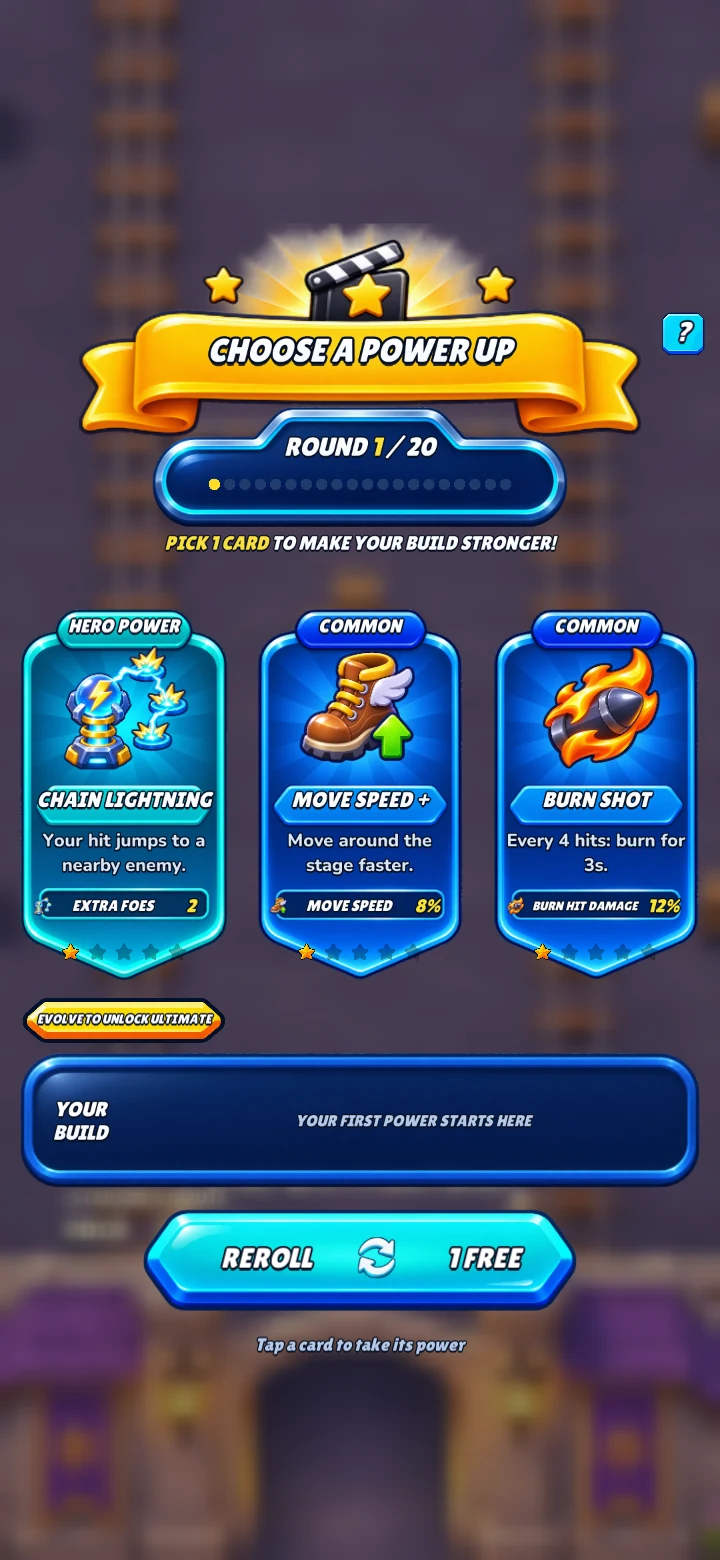 CHOOSE A POWER UP
?
ROUND 1 / 20
PICK 1 CARD TO MAKE YOUR BUILD STRONGER!
HERO POWER
CHAIN LIGHTNING
Your hit jumps to a
nearby enemy.
EXTRA FOES 2
COMMON
MOVE SPEED +
Move around the
stage faster.
MOVE SPEED 8%
COMMON
BURN SHOT
Every 4 hits: burn for
3s.
BURN HIT DAMAGE 12%
EVOLVE TO UNLOCK ULTIMATE
YOUR
BUILD
YOUR FIRST POWER STARTS HERE
REROLL 1 FREE
Tap a card to take its power